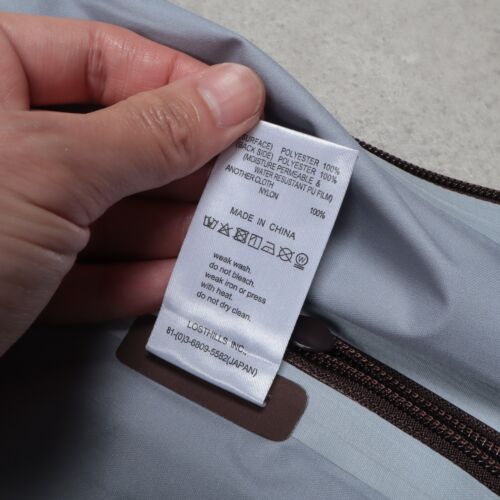 (SURFACE) POLYESTER 100%
(BACK SIDE) POLYESTER 100%
(MOISTURE PERMEABLE &
WATER RESISTANT PU FILM)
ANOTHER CLOTH
NYLON 100%
MADE IN CHINA
W
weak wash.
do not bleach.
weak iron or press
with heat.
do not dry clean.
LOSTHILLS INC.,
81-(0)3-6809-5582(JAPAN)